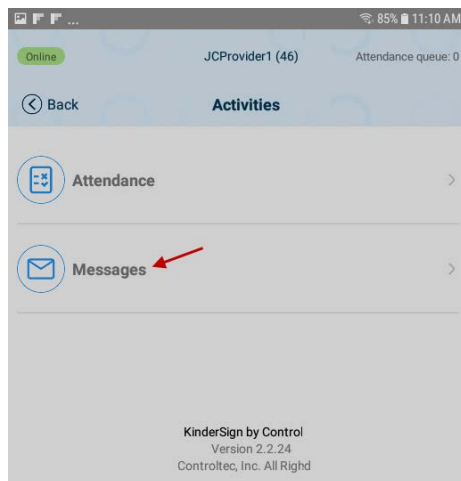 F F ... 85% 11:10 AM
Online JCProvider1 (46) Attendance queue: 0
Back Activities
Attendance
Messages
KinderSign by Control
Version 2.2.24
Controltec, Inc. All Righd